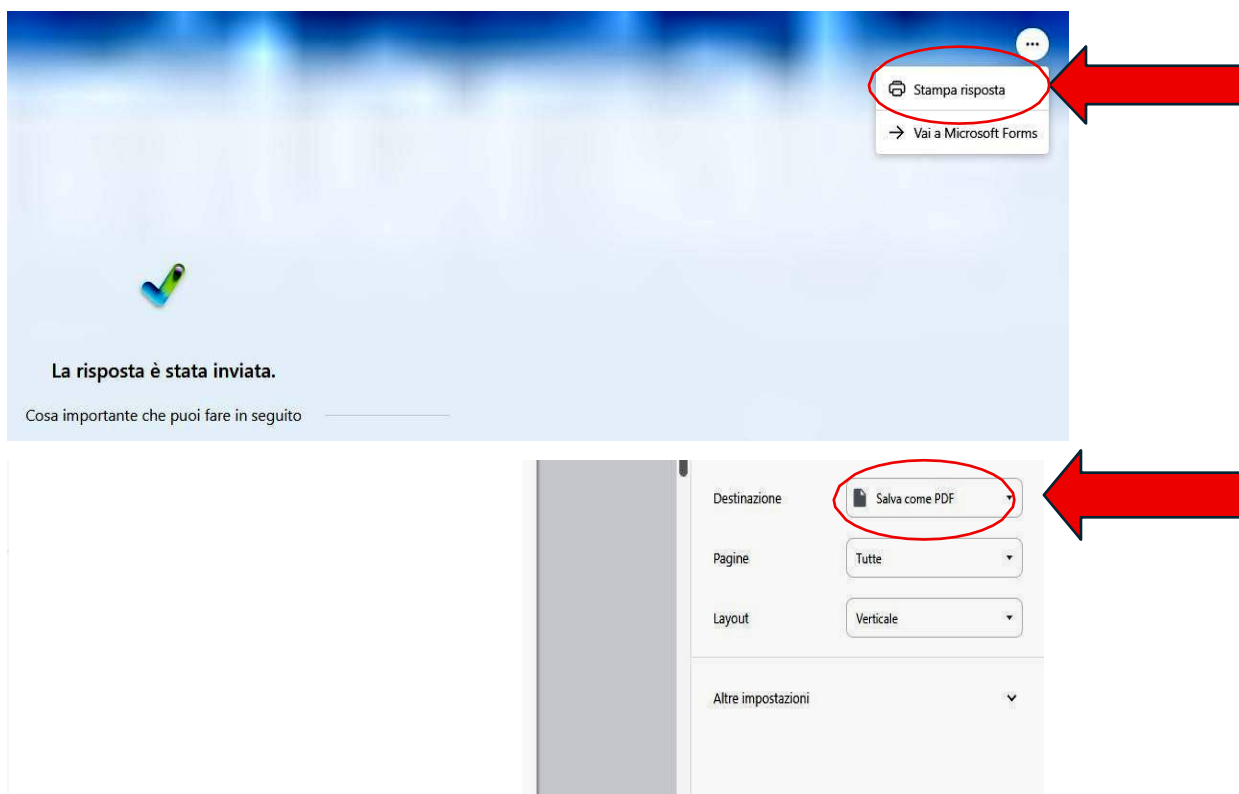 ...
Stampa risposta
Vai a Microsoft Forms
La risposta è stata inviata.
Cosa importante che puoi fare in seguito
Destinazione Salva come PDF
Pagine Tutte
Layout Verticale
Altre impostazioni